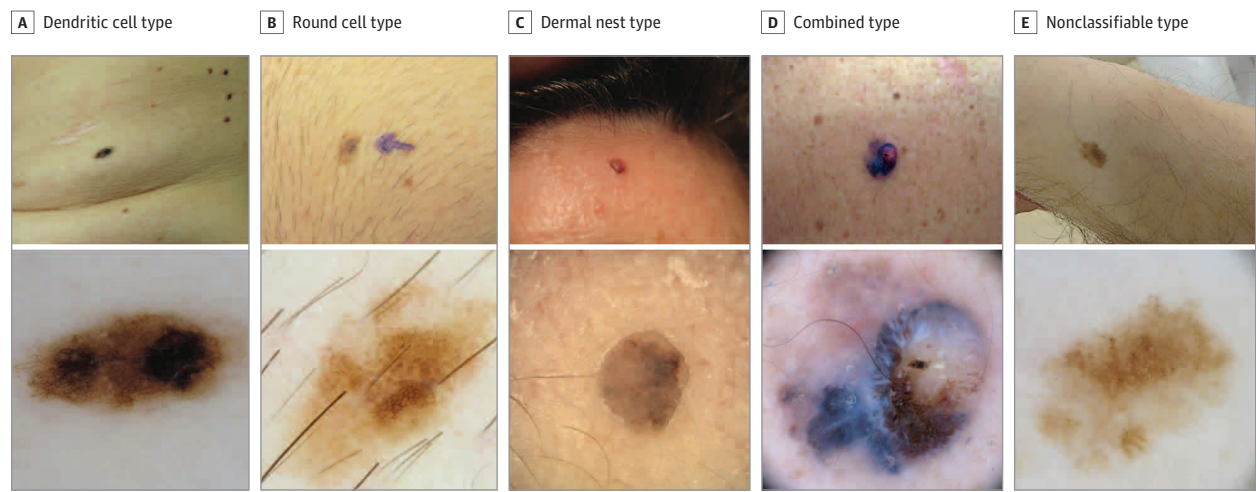 A Dendritic cell type
B Round cell type
C Dermal nest type
D Combined type
E Nonclassifiable type